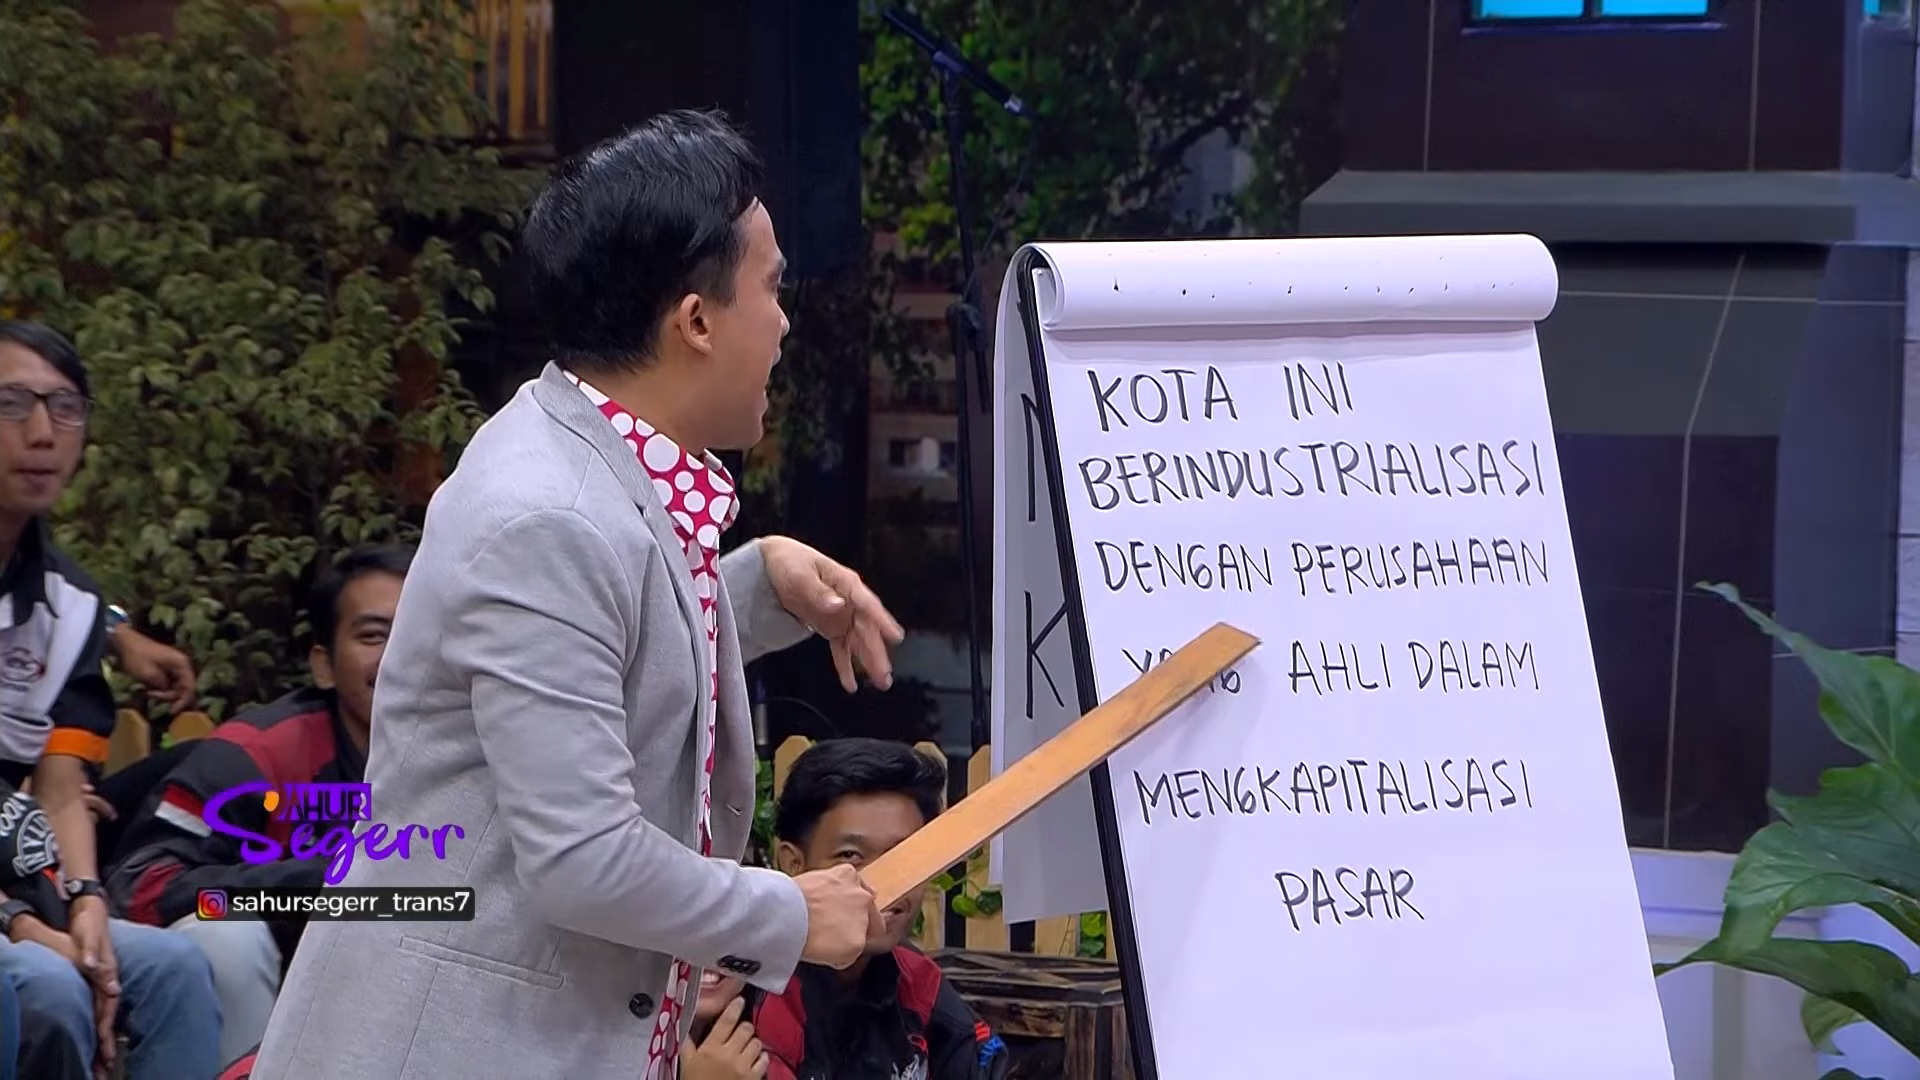 KOTA INI
BERINDUSTRIALISASI
DENGAN PERUSAHAAN
AHLI DALAM
MENGKAPITALISASI
PASAR
K
SAHUR
Segerr
sahursegerr_trans7